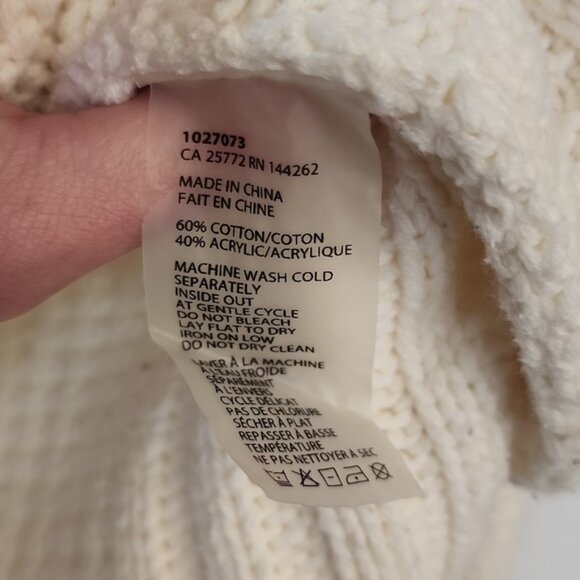 1027073
CA 25772 RN 144262
MADE IN CHINA
FAIT EN CHINE
60% COTTON/COTON
40% ACRYLIC/ACRYLIQUE
MACHINE WASH COLD
SEPARATELY
INSIDE OUT
AT GENTLE CYCLE
DO NOT BLEACH
LAY FLAT TO DRY
IRON ON LOW
DO NOT DRY CLEAN
LAVER À LA MACHINE
À L'EAU FROIDE
SÉPARÉMENT
À L'ENVERS
CYCLE DÉLICAT
PAS DE CHLORURE
SÉCHER À PLAT
REPASSER À BASSE
TEMPÉRATURE
NE PAS NETTOYER À SEC